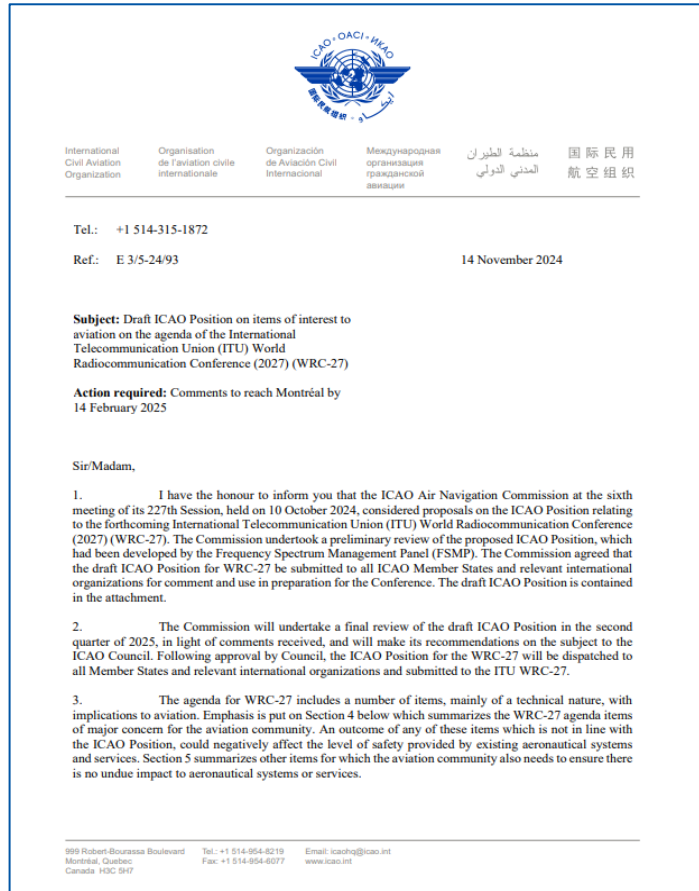 ICAO · OACI · ИКАО
国际民航组织 · إيكاو
International
Civil Aviation
Organization
Organisation
de l'aviation civile
internationale
Organización
de Aviación Civil
Internacional
Международная
организация
гражданской
авиации
منظمة الطيران
المدني الدولي
国际民用
航空组织
Tel.: +1 514-315-1872
Ref.: E 3/5-24/93 14 November 2024
Subject: Draft ICAO Position on items of interest to
aviation on the agenda of the International
Telecommunication Union (ITU) World
Radiocommunication Conference (2027) (WRC-27)
Action required: Comments to reach Montréal by
14 February 2025
Sir/Madam,
1. I have the honour to inform you that the ICAO Air Navigation Commission at the sixth
meeting of its 227th Session, held on 10 October 2024, considered proposals on the ICAO Position relating
to the forthcoming International Telecommunication Union (ITU) World Radiocommunication Conference
(2027) (WRC-27). The Commission undertook a preliminary review of the proposed ICAO Position, which
had been developed by the Frequency Spectrum Management Panel (FSMP). The Commission agreed that
the draft ICAO Position for WRC-27 be submitted to all ICAO Member States and relevant international
organizations for comment and use in preparation for the Conference. The draft ICAO Position is contained
in the attachment.
2. The Commission will undertake a final review of the draft ICAO Position in the second
quarter of 2025, in light of comments received, and will make its recommendations on the subject to the
ICAO Council. Following approval by Council, the ICAO Position for the WRC-27 will be dispatched to
all Member States and relevant international organizations and submitted to the ITU WRC-27.
3. The agenda for WRC-27 includes a number of items, mainly of a technical nature, with
implications to aviation. Emphasis is put on Section 4 below which summarizes the WRC-27 agenda items
of major concern for the aviation community. An outcome of any of these items which is not in line with
the ICAO Position, could negatively affect the level of safety provided by existing aeronautical systems
and services. Section 5 summarizes other items for which the aviation community also needs to ensure there
is no undue impact to aeronautical systems or services.
999 Robert-Bourassa Boulevard
Montréal, Quebec
Canada H3C 5H7
Tel.: +1 514-954-8219
Fax: +1 514-954-6077
Email: icaohq@icao.int
www.icao.int